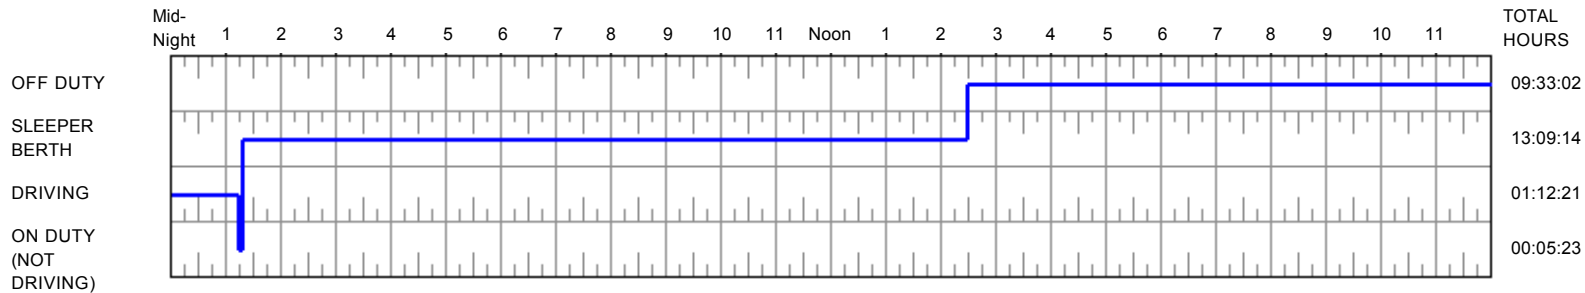 Mid-
Night 1 2 3 4 5 6 7 8 9 10 11 Noon 1 2 3 4 5 6 7 8 9 10 11
TOTAL
HOURS
OFF DUTY 09:33:02
SLEEPER
BERTH 13:09:14
DRIVING 01:12:21
ON DUTY
(NOT
DRIVING) 00:05:23